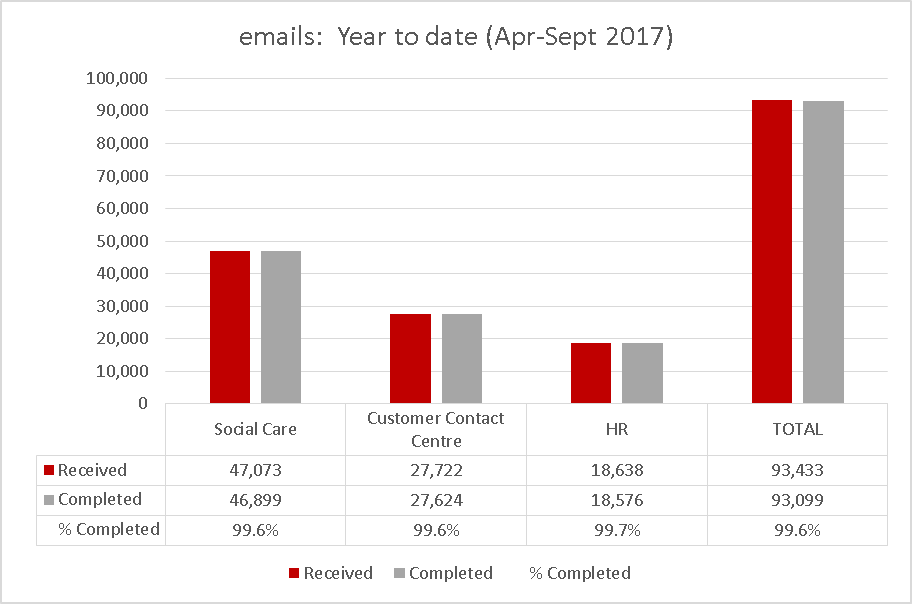 emails:  Year to date (Apr-Sept 2017)
100,000
90,000
80,000
70,000
60,000
50,000
40,000
30,000
20,000
10,000
0
Social Care Customer Contact Centre HR TOTAL
Received 47,073 27,722 18,638 93,433
Completed 46,899 27,624 18,576 93,099
% Completed 99.6% 99.6% 99.7% 99.6%
Received Completed % Completed